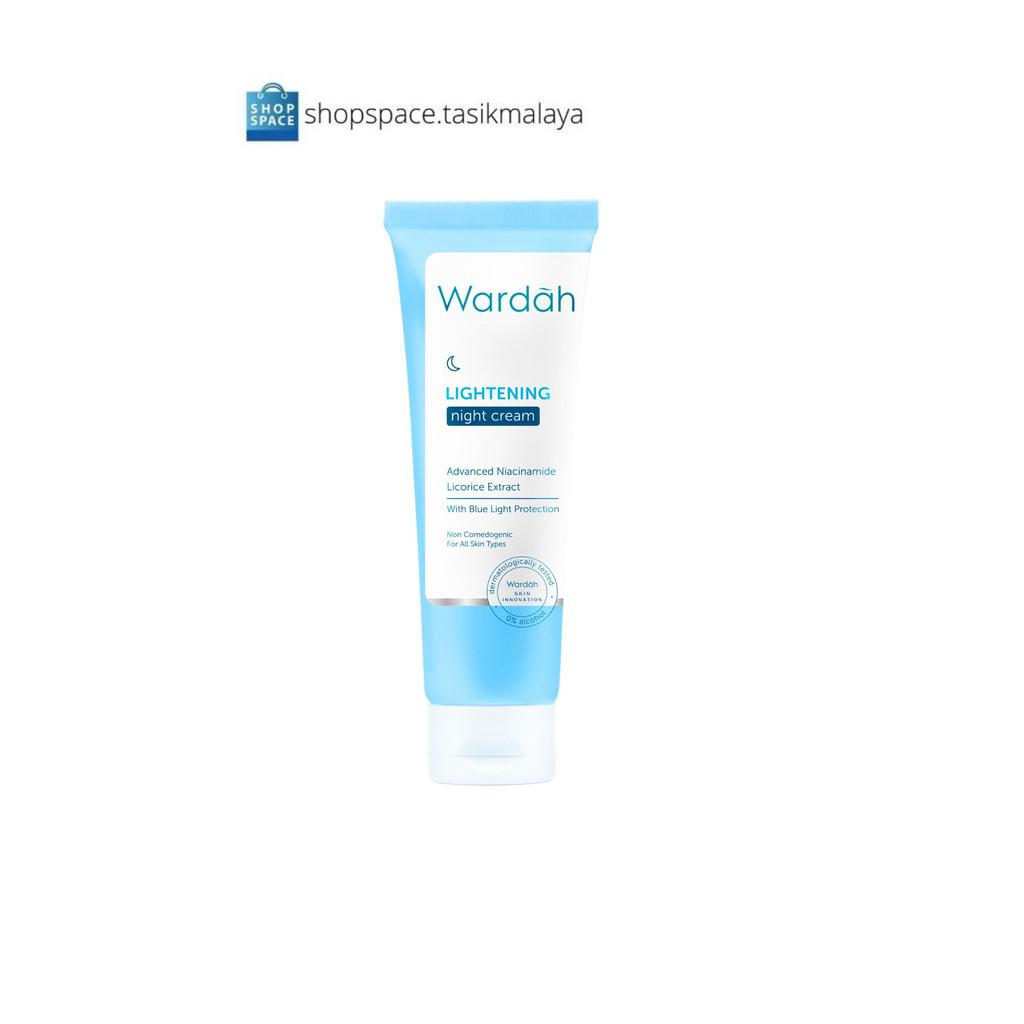 SHOP
SPACE
shopspace.tasikmalaya
Wardah
LIGHTENING
night cream
Advanced Niacinamide
Licorice Extract
With Blue Light Protection
Non Comedogenic
For All Skin Types
dermatologically tested
Wardah
SKIN
INNOVATION
0% alcohol